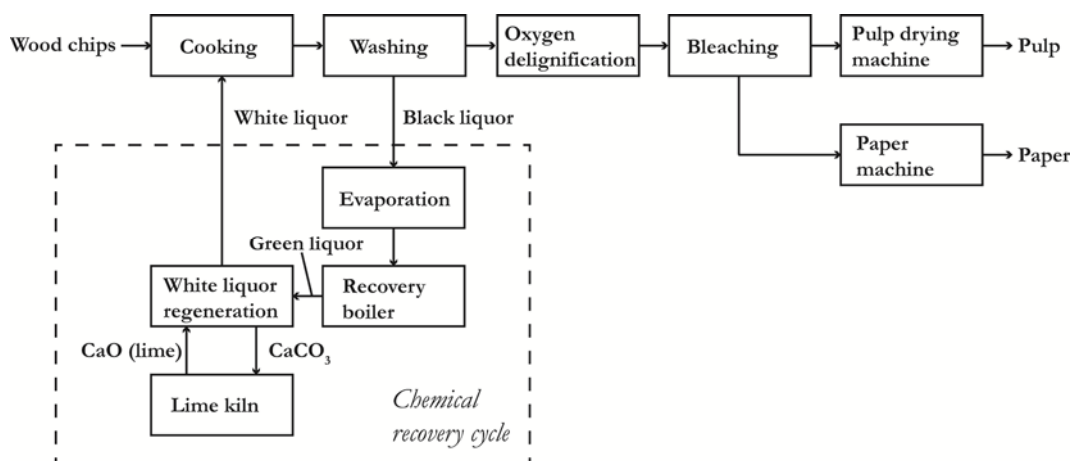 Wood chips
Cooking
Washing
Oxygen
delignification
Bleaching
Pulp drying
machine
Pulp
White liquor
Black liquor
Paper
machine
Paper
Evaporation
Green liquor
White liquor
regeneration
Recovery
boiler
CaO (lime)
CaCO₃
Lime kiln
Chemical
recovery cycle